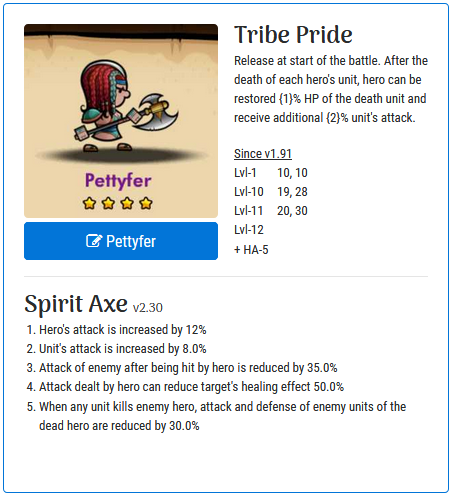 Tribe Pride
Release at start of the battle. After the
death of each hero's unit, hero can be
restored {1}% HP of the death unit and
receive additional {2}% unit's attack.
Since v1.91
Lvl-1 10, 10
Lvl-10 19, 28
Lvl-11 20, 30
Lvl-12
+ HA-5
Pettyfer
Pettyfer
Spirit Axe v2.30
1. Hero's attack is increased by 12%
2. Unit's attack is increased by 8.0%
3. Attack of enemy after being hit by hero is reduced by 35.0%
4. Attack dealt by hero can reduce target's healing effect 50.0%
5. When any unit kills enemy hero, attack and defense of enemy units of the
dead hero are reduced by 30.0%